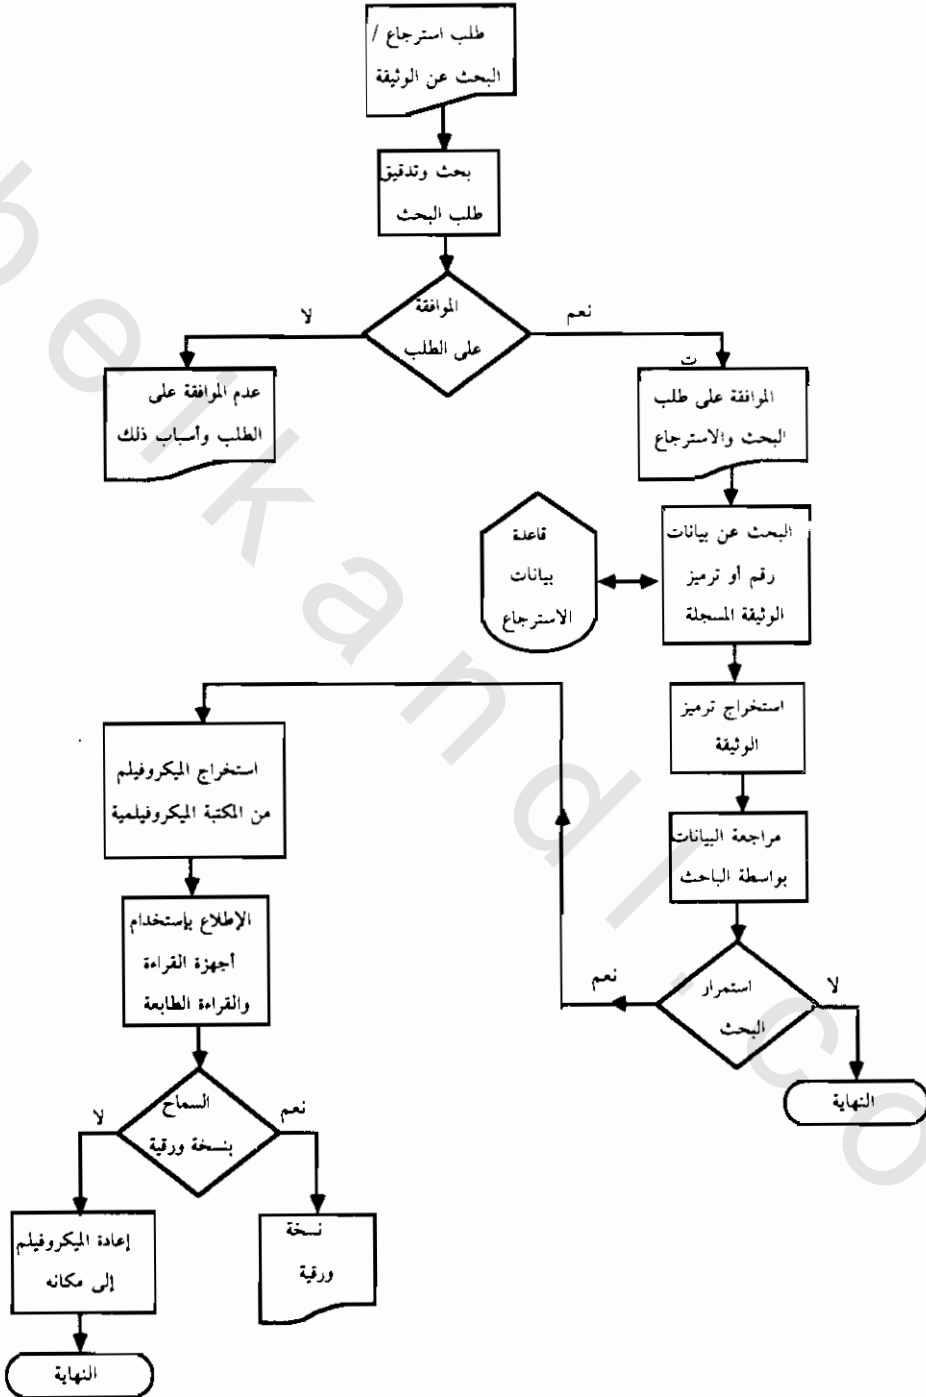 طلب استرجاع /
البحث عن الوثيقة
بحث وتدقيق
طلب البحث
الموافقة
على الطلب
لا
نعم
عدم الموافقة على
الطلب وأسباب ذلك
ت
الموافقة على طلب
البحث والاسترجاع
قاعدة
بيانات
الاسترجاع
البحث عن بيانات
رقم أو ترميز
الوثيقة المسجلة
استخراج ترميز
الوثيقة
مراجعة البيانات
بواسطة الباحث
استمرار
البحث
لا
نعم
النهاية
استخراج الميكروفيلم
من المكتبة الميكروفيلمية
الإطلاع بإستخدام
أجهزة القراءة
والقراءة الطابعة
السماح
بنسخة ورقية
لا
نعم
نسخة
ورقية
إعادة الميكروفيلم
إلى مكانه
النهاية
beikandi.co